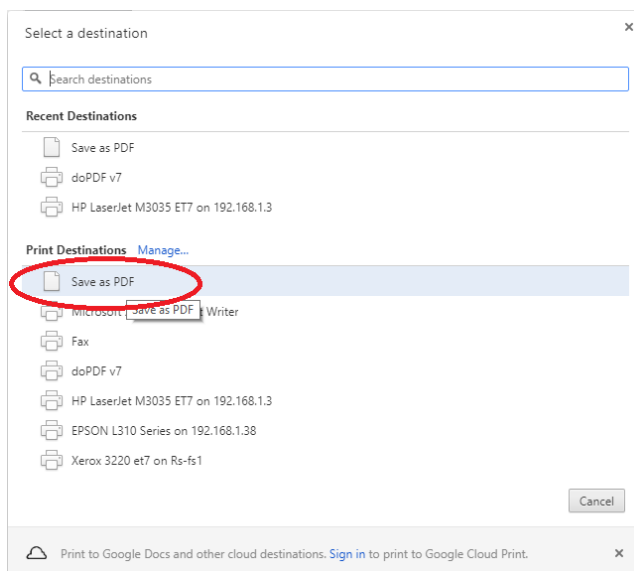 Select a destination
Search destinations
Recent Destinations
Save as PDF
doPDF v7
HP LaserJet M3035 ET7 on 192.168.1.3
Print Destinations Manage...
Save as PDF
Microsoft Writer
Save as PDF
Fax
doPDF v7
HP LaserJet M3035 ET7 on 192.168.1.3
EPSON L310 Series on 192.168.1.38
Xerox 3220 et7 on Rs-fs1
Cancel
Print to Google Docs and other cloud destinations. Sign in to print to Google Cloud Print.